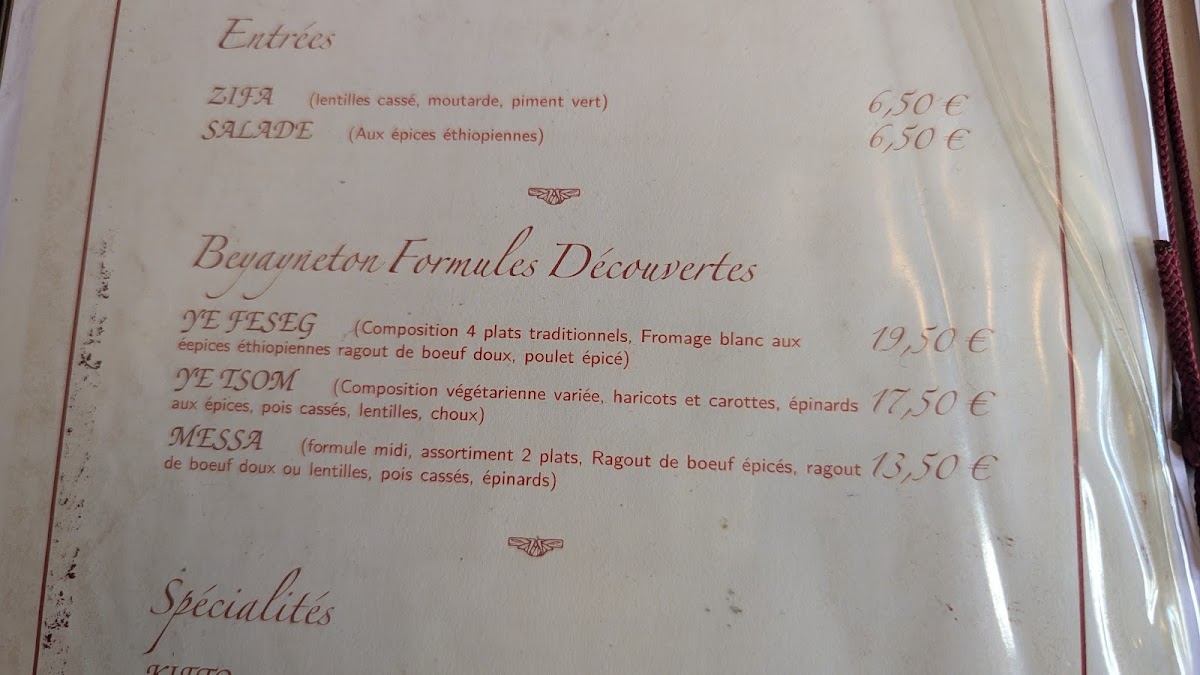 Entrées
ZIFA (lentilles cassé, moutarde, piment vert) 6,50 €
SALADE (Aux épices éthiopiennes) 6,50 €
Beyayneton Formules Découvertes
YE FESEG (Composition 4 plats traditionnels, Fromage blanc aux 19,50 €
éepices éthiopiennes ragout de boeuf doux, poulet épicé)
YE TSOM (Composition végétarienne variée, haricots et carottes, épinards 17,50 €
aux épices, pois cassés, lentilles, choux)
MESSA (formule midi, assortiment 2 plats, Ragout de boeuf épicés, ragout 13,50 €
de boeuf doux ou lentilles, pois cassés, épinards)
Spécialités